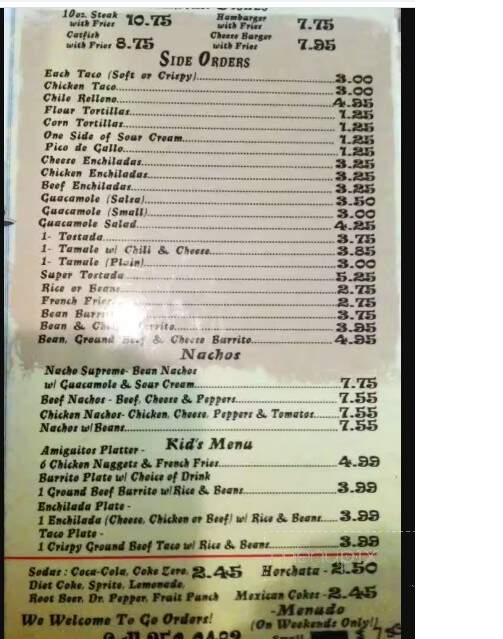 10oz. Steak
with Fries 10.75
Hamburger
with Fries 7.75
Catfish
with Fries 8.75
Cheese Burger
with Fries 7.95
Side Orders
Each Taco (Soft or Crispy) 3.00
Chicken Taco 3.00
Chile Relleno 4.95
Flour Tortillas 1.25
Corn Tortillas 1.25
One Side of Sour Cream 1.25
Pico de Gallo 1.25
Cheese Enchiladas 3.25
Chicken Enchiladas 3.25
Beef Enchiladas 3.25
Guacamole (Salsa) 3.50
Guacamole (Small) 3.00
Guacamole Salad 4.25
1- Tostada 3.75
1- Tamale w/ Chili & Cheese 3.85
1- Tamale (Plain) 3.00
Super Tostada 5.25
Rice or Beans 2.75
French Fries 2.75
Bean Burrito 3.75
Bean & Burrito 3.95
Bean, Ground Beef & Cheese Burrito 4.95
Nachos
Nacho Supreme- Bean Nachos
w/ Guacamole & Sour Cream 7.75
Beef Nachos - Beef, Cheese & Peppers 7.55
Chicken Nachos- Chicken, Cheese, Peppers & Tomatos 7.55
Nachos w/Beans 7.55
Kid's Menu
Amiguitos Platter -
6 Chicken Nuggets & French Fries 4.99
Burrito Plate w/ Choice of Drink
1 Ground Beef Burrito w/Rice & Beans 3.99
Enchilada Plate -
1 Enchilada (Cheese, Chicken or Beef) w/ Rice & Beans 3.99
Taco Plate -
1 Crispy Ground Beef Taco w/ Rice & Beans 3.99
Sodas: Coca-Cola, Coke Zero, 2.45
Diet Coke, Sprite, Lemonade,
Root Beer, Dr. Pepper, Fruit Punch
Horchata - 2.50
Mexican Cokes - 2.45
We Welcome To Go Orders!
-Menudo
(On Weekends Only!)